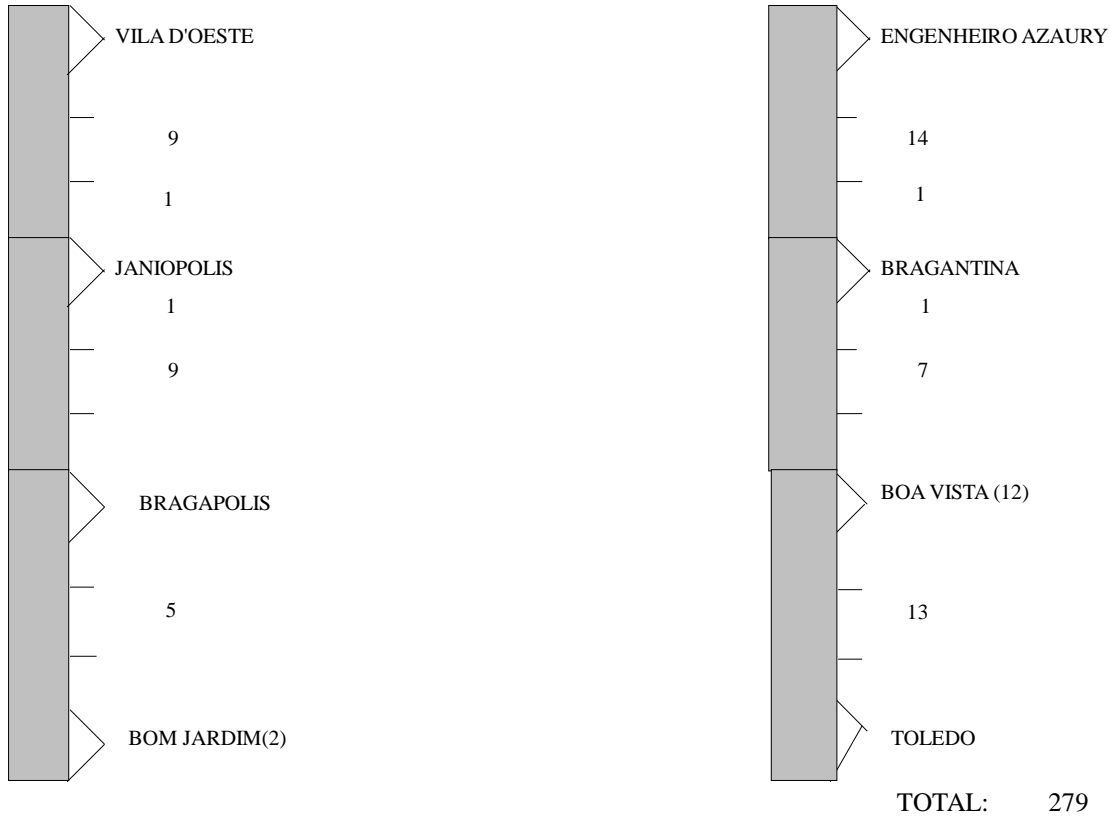 VILA D'OESTE
9
1
JANIOPOLIS
1
9
BRAGAPOLIS
5
BOM JARDIM(2)
ENGENHEIRO AZAURY
14
1
BRAGANTINA
1
7
BOA VISTA (12)
13
TOLEDO
TOTAL: 279